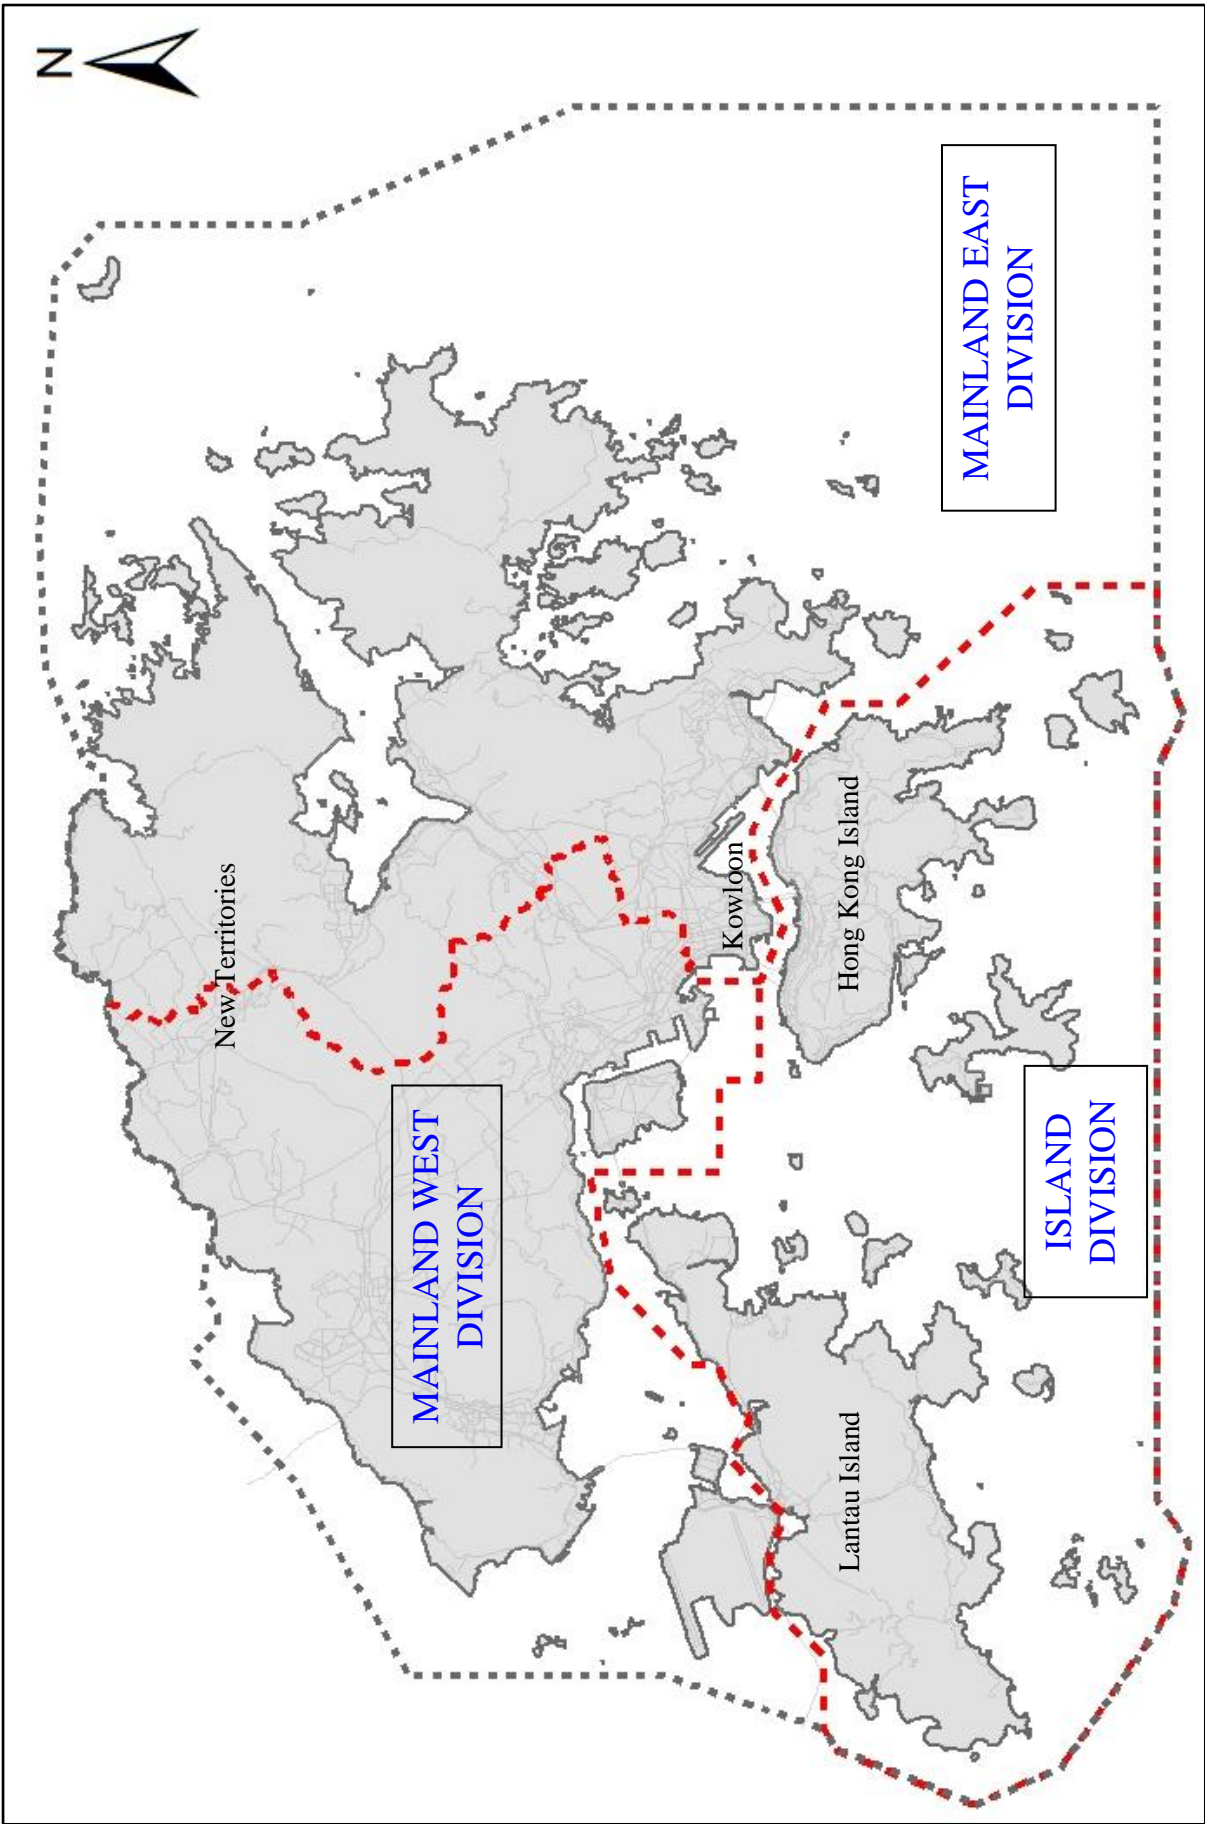 N
MAINLAND EAST
DIVISION
New Territories
MAINLAND WEST
DIVISION
Kowloon
Hong Kong Island
Lantau Island
ISLAND
DIVISION